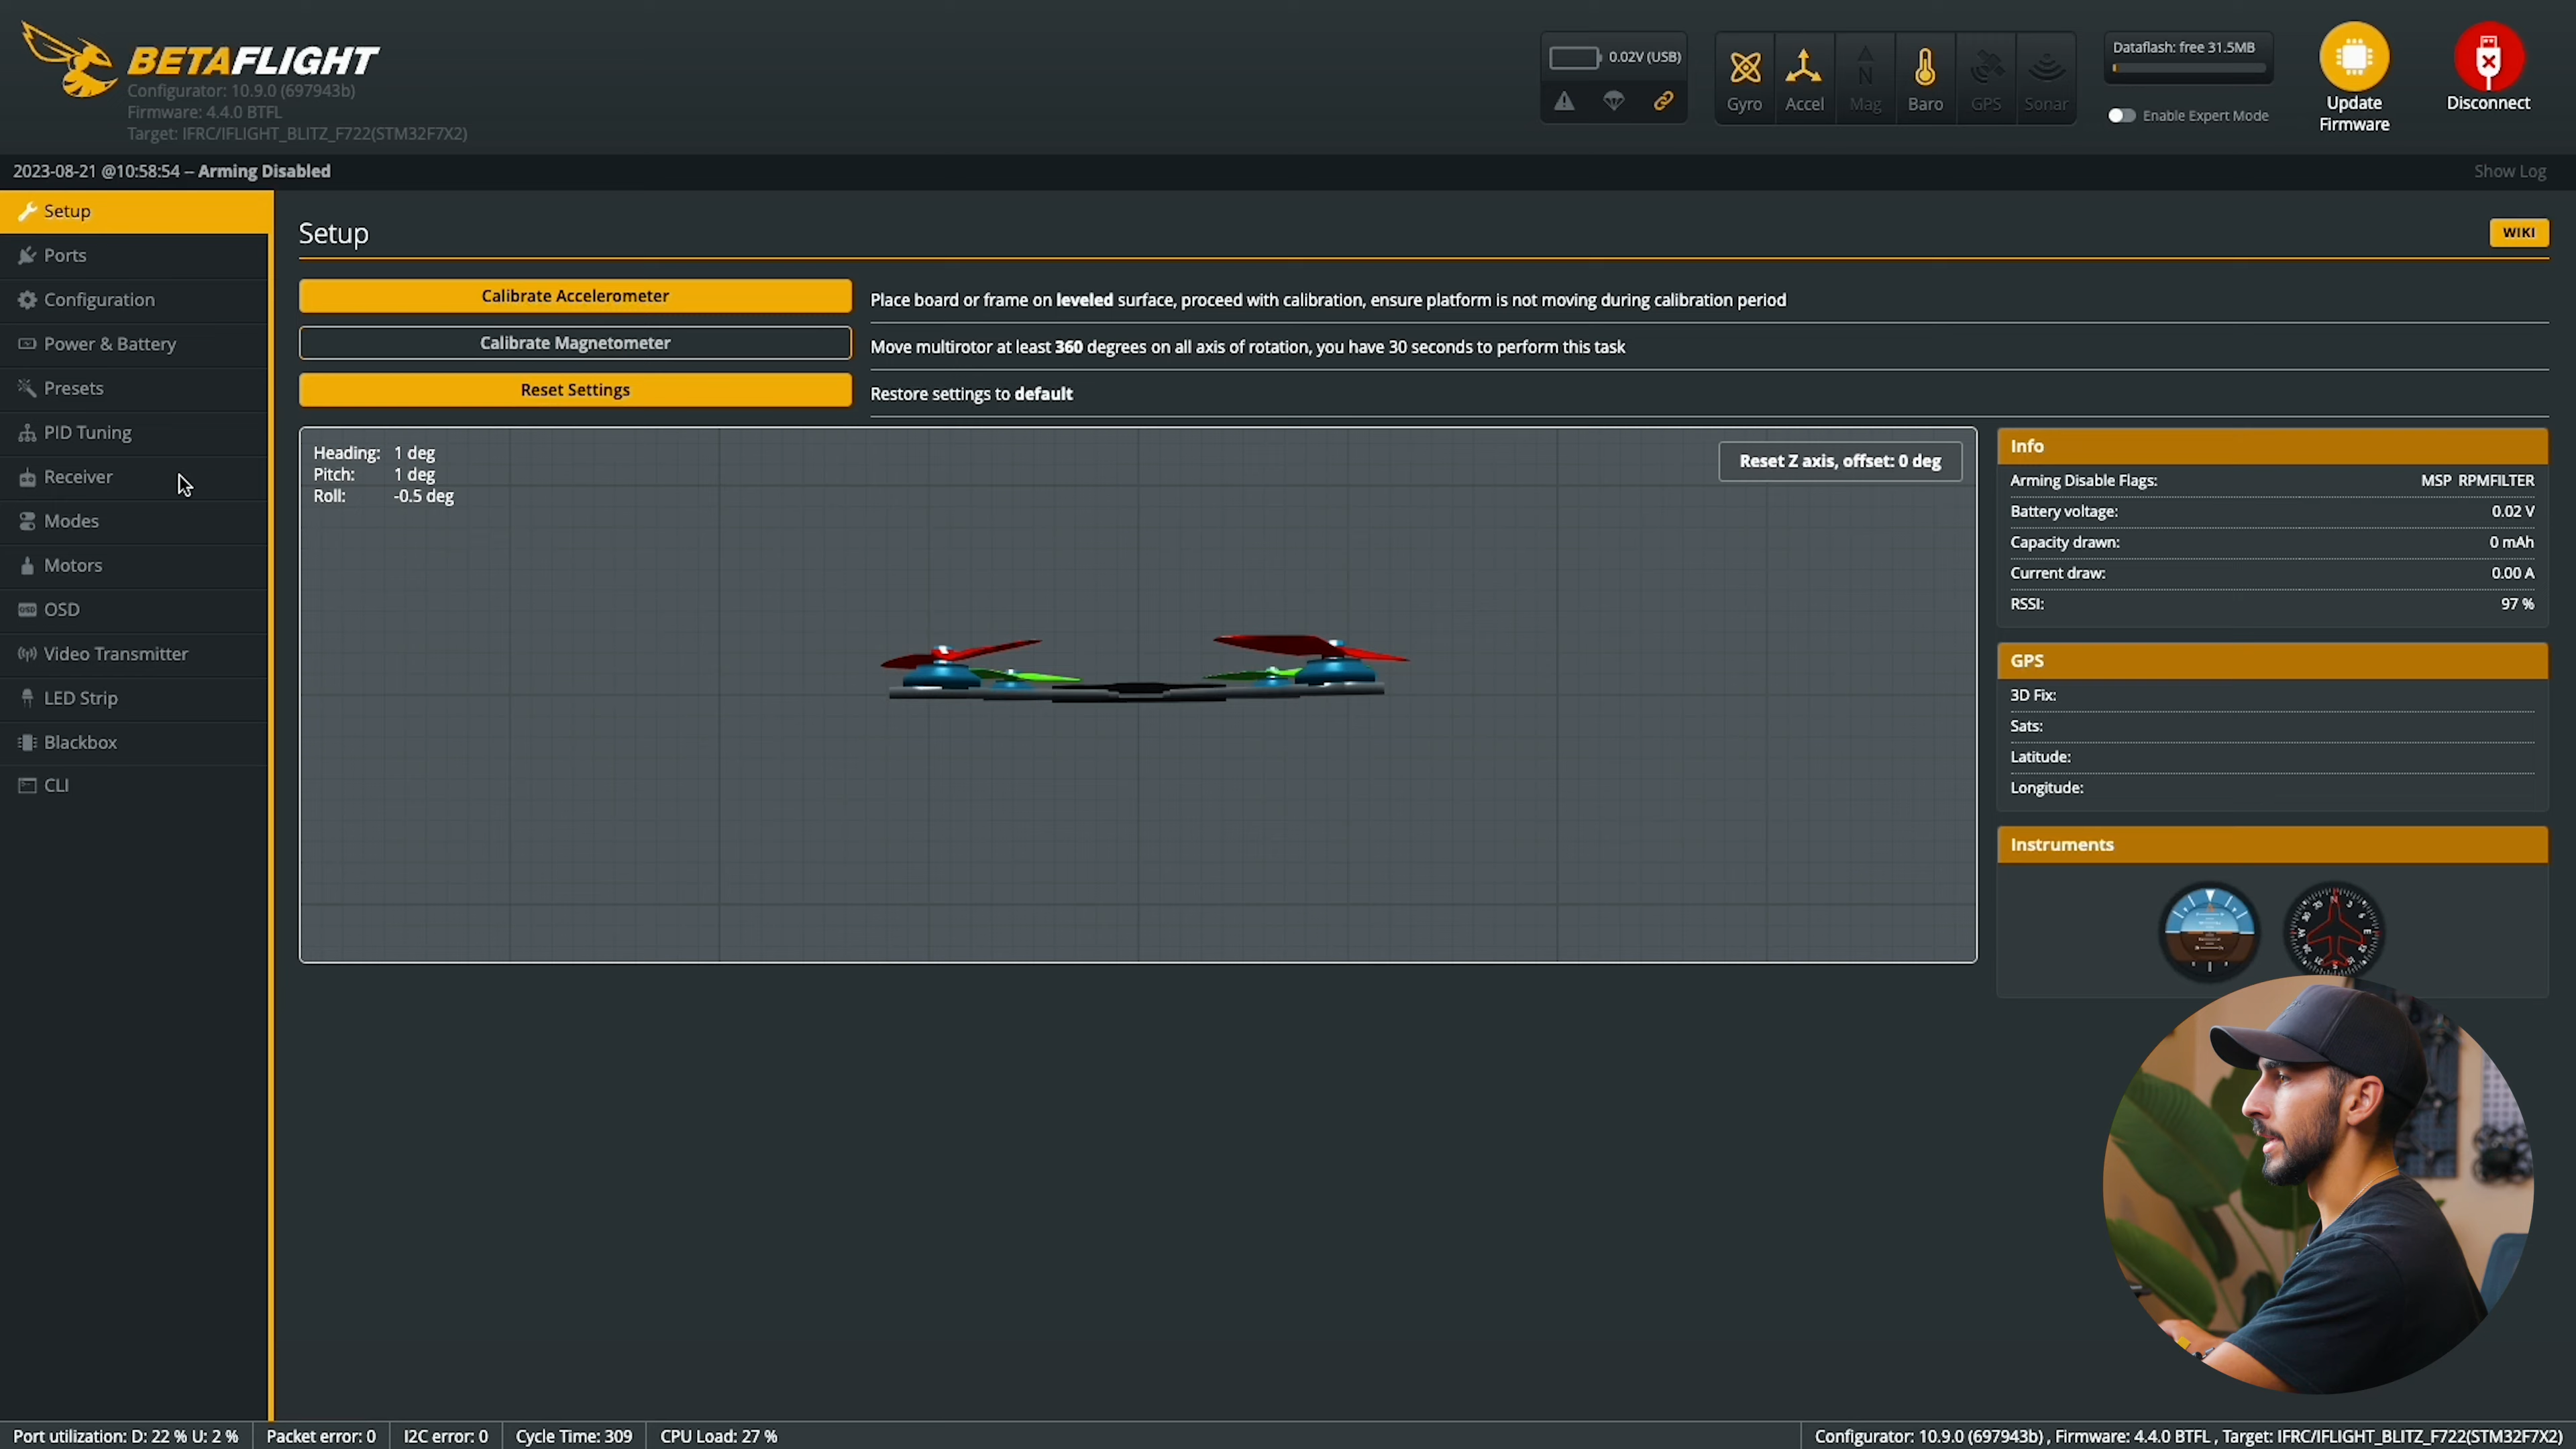 BETAFLIGHT
Configurator: 10.9.0 (697943b)
Firmware: 4.4.0 BTFL
Target: IFRC/IFLIGHT_BLITZ_F722(STM32F7X2)
0.02V (USB)
Gyro
Accel
N
Mag
Baro
GPS
Sonar
Dataflash: free 31.5MB
Enable Expert Mode
Update
Firmware
Disconnect
2023-08-21 @10:58:54 -- Arming Disabled
Show Log
Setup
Ports
Configuration
Power & Battery
Presets
PID Tuning
Receiver
Modes
Motors
OSD
Video Transmitter
LED Strip
Blackbox
CLI
Setup
WIKI
Calibrate Accelerometer
Place board or frame on leveled surface, proceed with calibration, ensure platform is not moving during calibration period
Calibrate Magnetometer
Move multirotor at least 360 degrees on all axis of rotation, you have 30 seconds to perform this task
Reset Settings
Restore settings to default
Heading: 1 deg
Pitch: 1 deg
Roll: -0.5 deg
Reset Z axis, offset: 0 deg
Info
Arming Disable Flags: MSP RPMFILTER
Battery voltage: 0.02 V
Capacity drawn: 0 mAh
Current draw: 0.00 A
RSSI: 97 %
GPS
3D Fix:
Sats:
Latitude:
Longitude:
Instruments
Port utilization: D: 22 % U: 2 %
Packet error: 0
I2C error: 0
Cycle Time: 309
CPU Load: 27 %
Configurator: 10.9.0 (697943b) , Firmware: 4.4.0 BTFL , Target: IFRC/IFLIGHT_BLITZ_F722(STM32F7X2)